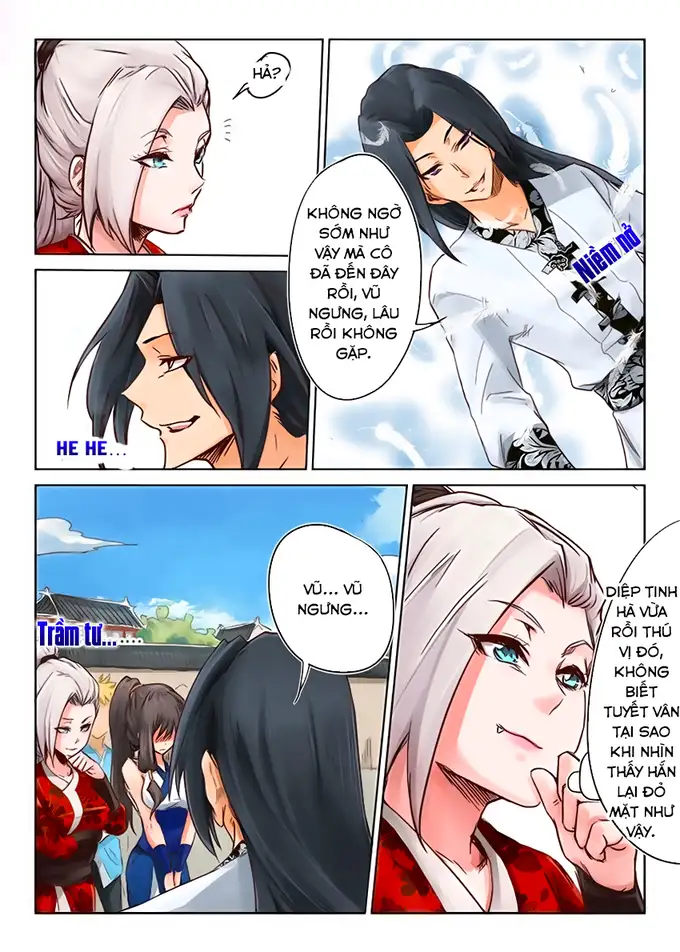 HẢ?
KHÔNG NGỜ
SỚM NHƯ
VẬY MÀ CÔ
ĐÃ ĐẾN ĐÂY
RỒI, VŨ
NGƯNG, LÂU
RỒI KHÔNG
GẶP.
Niềm nở
HE HE...
VŨ... VŨ
NGƯNG...
Trầm tư........
DIỆP TINH
HÀ VỪA
RỒI THÚ
VỊ ĐÓ,
KHÔNG
BIẾT
TUYẾT VÂN
TẠI SAO
KHI NHÌN
THẤY HẮN
LẠI ĐỎ
MẶT NHƯ
VẬY.